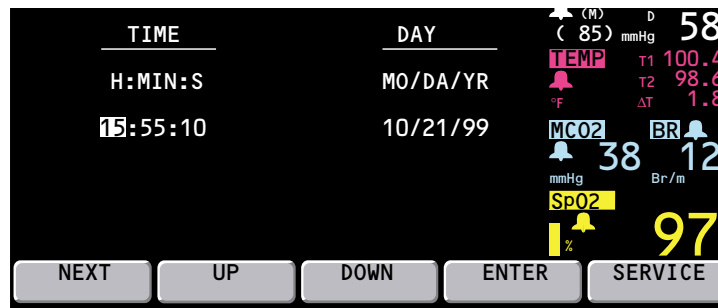 TIME DAY
H:MIN:S MO/DA/YR
15:55:10 10/21/99
(M) D
( 85) mmHg 58
TEMP T1 100.4
T2 98.6
°F ΔT 1.8
MCO2 BR
38 12
mmHg Br/m
SpO2
% 97
NEXT UP DOWN ENTER SERVICE